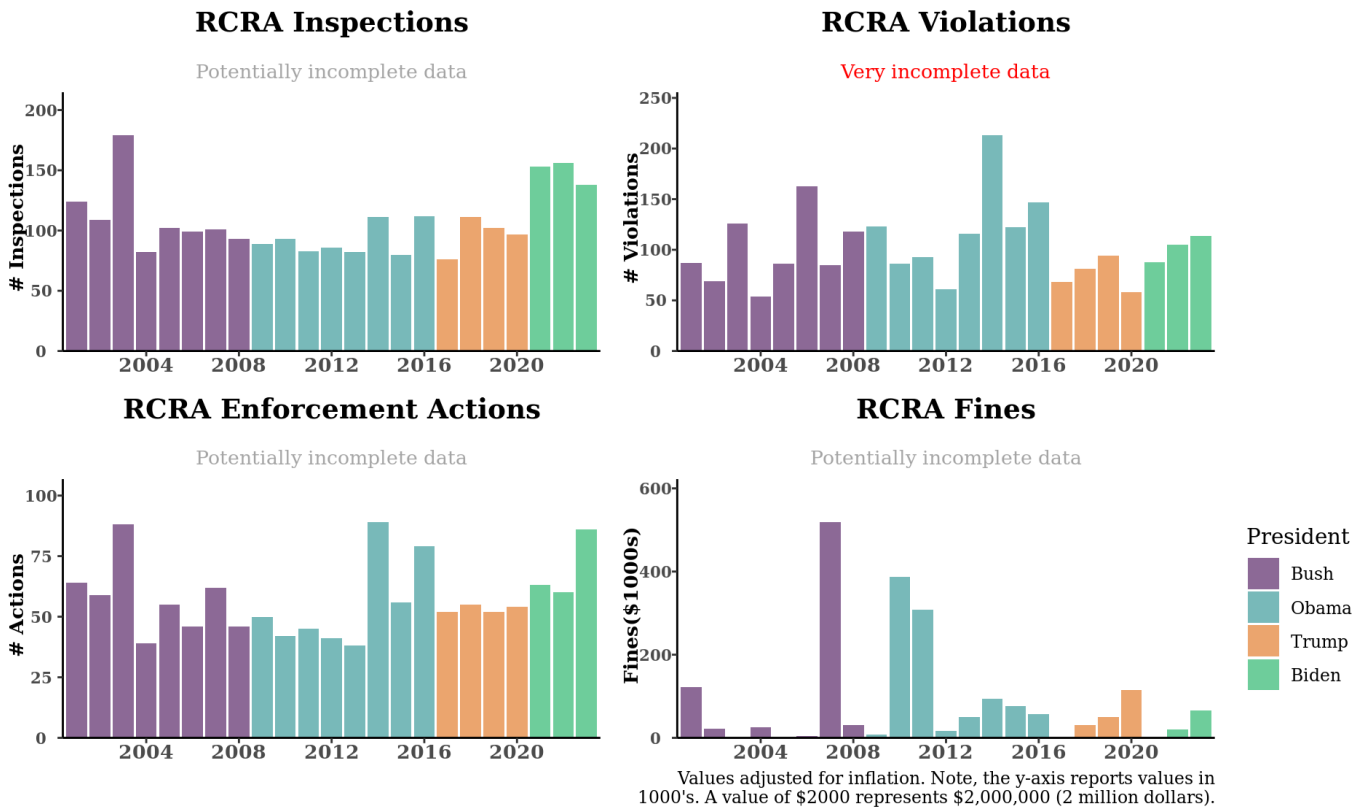 RCRA Inspections
Potentially incomplete data
# Inspections
200
150
100
50
0
2004 2008 2012 2016 2020
RCRA Violations
Very incomplete data
# Violations
250
200
150
100
50
0
2004 2008 2012 2016 2020
RCRA Enforcement Actions
Potentially incomplete data
# Actions
100
75
50
25
0
2004 2008 2012 2016 2020
RCRA Fines
Potentially incomplete data
Fines($1000s)
600
400
200
0
2004 2008 2012 2016 2020
President
Bush
Obama
Trump
Biden
Values adjusted for inflation. Note, the y-axis reports values in
1000's. A value of $2000 represents $2,000,000 (2 million dollars).